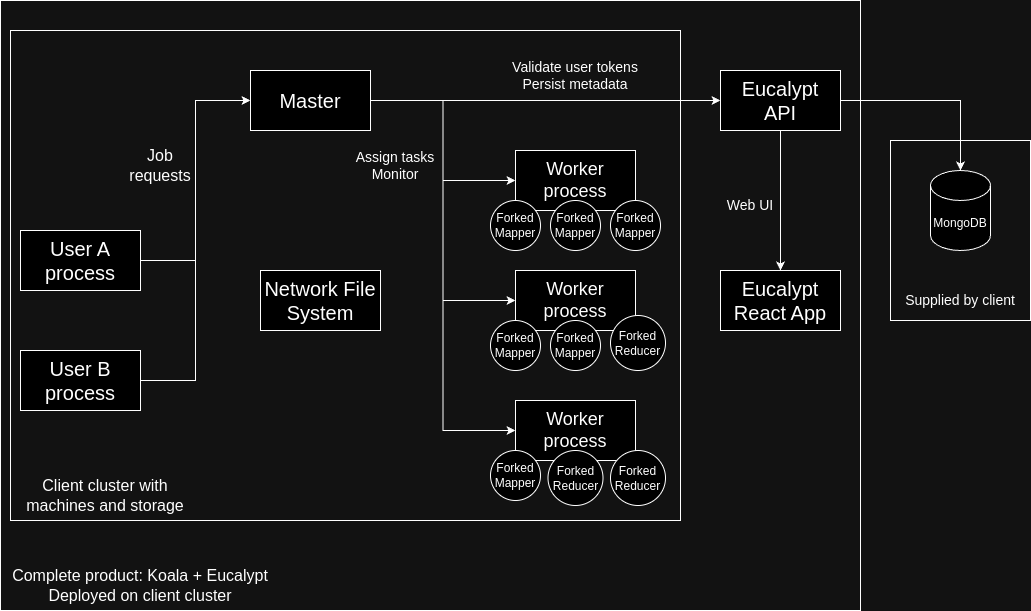 Validate user tokens
Persist metadata
Master
Eucalypt
API
Job
requests
Assign tasks
Monitor
Worker
process
Forked
Mapper
Forked
Mapper
Forked
Mapper
Web UI
MongoDB
User A
process
Network File
System
Worker
process
Forked
Mapper
Forked
Mapper
Forked
Reducer
Eucalypt
React App
Supplied by client
User B
process
Worker
process
Forked
Mapper
Forked
Reducer
Forked
Reducer
Client cluster with
machines and storage
Complete product: Koala + Eucalypt
Deployed on client cluster